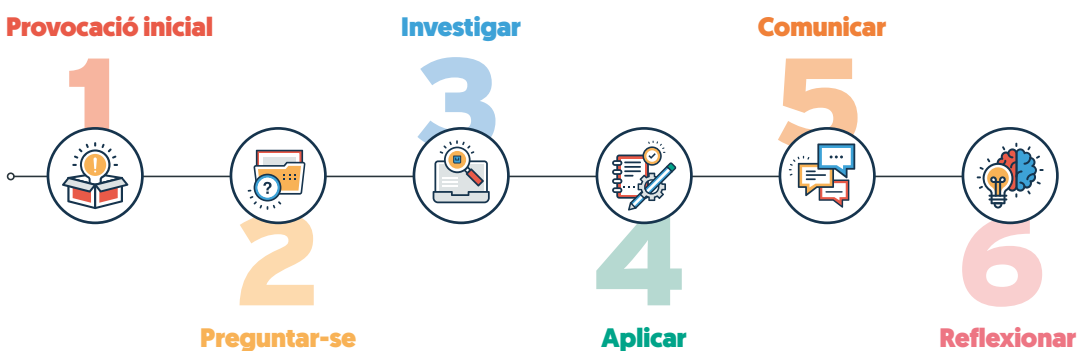 Provocació inicial
1
2
Preguntar-se
Investigar
3
4
Aplicar
Comunicar
5
6
Reflexionar